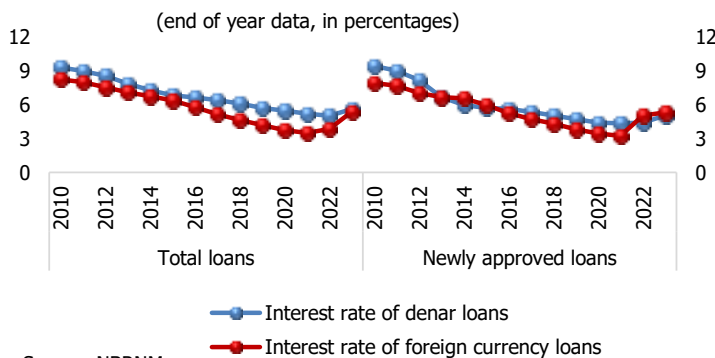 (end of year data, in percentages)
12 12
9 9
6 6
3 3
0 0
2010 2012 2014 2016 2018 2020 2022 2010 2012 2014 2016 2018 2020 2022
Total loans Newly approved loans
Interest rate of denar loans
Interest rate of foreign currency loans